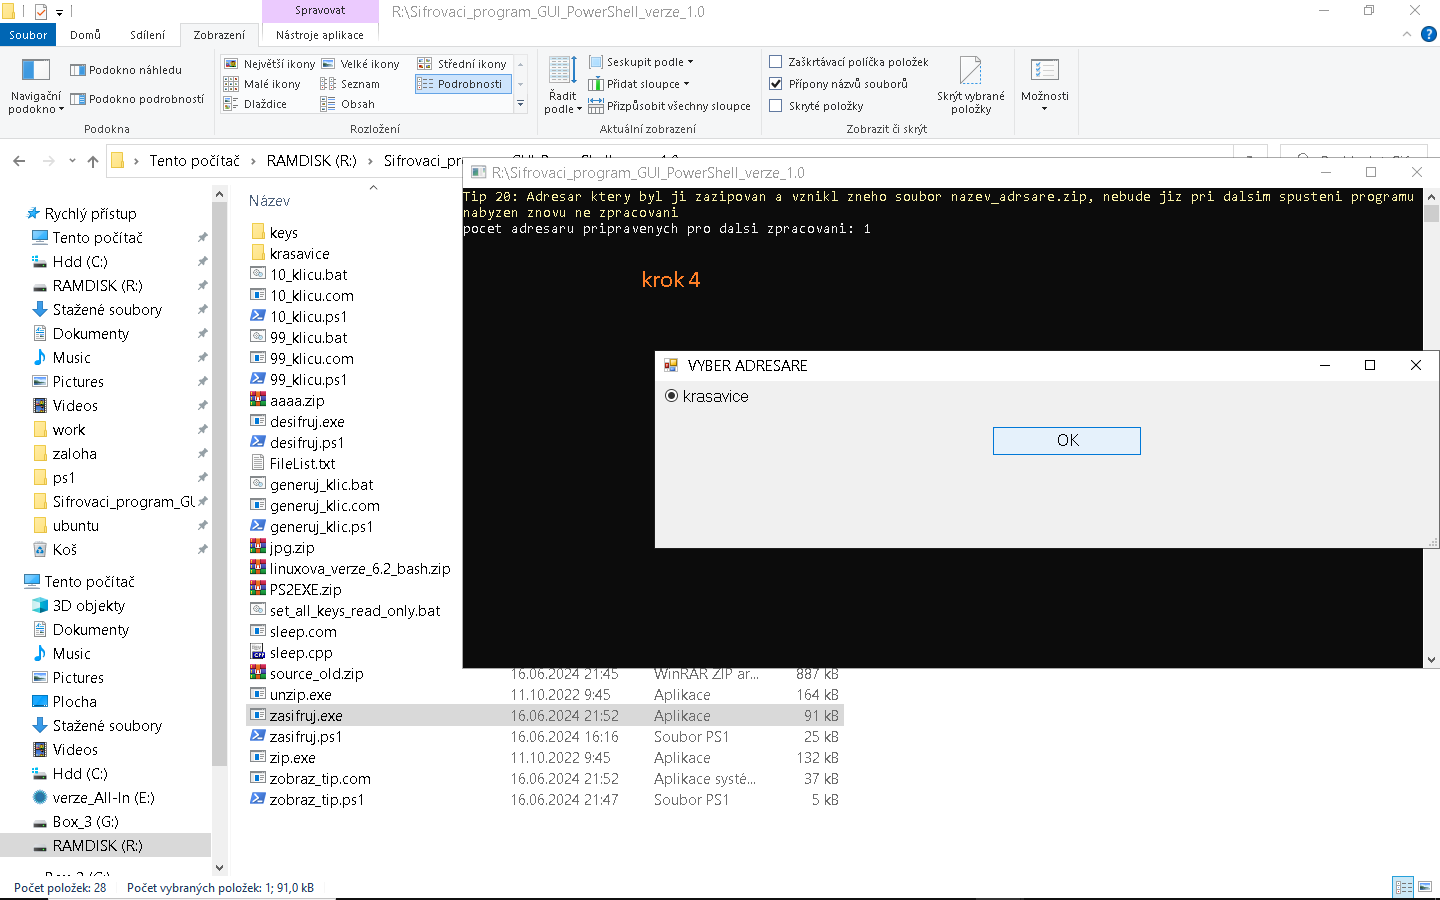 Spravovat
R:\Sifrovaci_program_GUI_PowerShell_verze_1.0
Soubor
Domů
Sdílení
Zobrazení
Nástroje aplikace
Navigační podokno
Podokno náhledu
Podokno podrobností
Podokna
Největší ikony
Velké ikony
Střední ikony
Malé ikony
Seznam
Podrobnosti
Dlaždice
Obsah
Rozložení
Řadit podle
Seskupit podle
Přidat sloupce
Přizpůsobit všechny sloupce
Aktuální zobrazení
Zaškrtávací políčka položek
Přípony názvů souborů
Skryté položky
Skrýt vybrané položky
Zobrazit či skrýt
Možnosti
Tento počítač
RAMDISK (R:)
R:\Sifrovaci_program_GUI_PowerShell_verze_1.0
Tip 20: Adresar ktery byl ji zazipovan a vznikl zneho soubor nazev_adrsare.zip, nebude jiz pri dalsim spusteni programu
nabyzen znovu ne zpracovani
pocet adresaru pripravenych pro dalsi zpracovani: 1
krok 4
VYBER ADRESARE
krasavice
OK
Rychlý přístup
Tento počítač
Hdd (C:)
RAMDISK (R:)
Stažené soubory
Dokumenty
Music
Pictures
Videos
work
zaloha
ps1
Sifrovaci_program_GU
ubuntu
Koš
Tento počítač
3D objekty
Dokumenty
Music
Pictures
Plocha
Stažené soubory
Videos
Hdd (C:)
verze_All-In (E:)
Box_3 (G:)
RAMDISK (R:)
Název
keys
krasavice
10_klicu.bat
10_klicu.com
10_klicu.ps1
99_klicu.bat
99_klicu.com
99_klicu.ps1
aaaa.zip
desifruj.exe
desifruj.ps1
FileList.txt
generuj_klic.bat
generuj_klic.com
generuj_klic.ps1
jpg.zip
linuxova_verze_6.2_bash.zip
PS2EXE.zip
set_all_keys_read_only.bat
sleep.com
sleep.cpp
source_old.zip 16.06.2024 21:45 WinRAR ZIP ar... 887 kB
unzip.exe 11.10.2022 9:45 Aplikace 164 kB
zasifruj.exe 16.06.2024 21:52 Aplikace 91 kB
zasifruj.ps1 16.06.2024 16:16 Soubor PS1 25 kB
zip.exe 11.10.2022 9:45 Aplikace 132 kB
zobraz_tip.com 16.06.2024 21:52 Aplikace systé... 37 kB
zobraz_tip.ps1 16.06.2024 21:47 Soubor PS1 5 kB
Počet položek: 28
Počet vybraných položek: 1; 91,0 kB